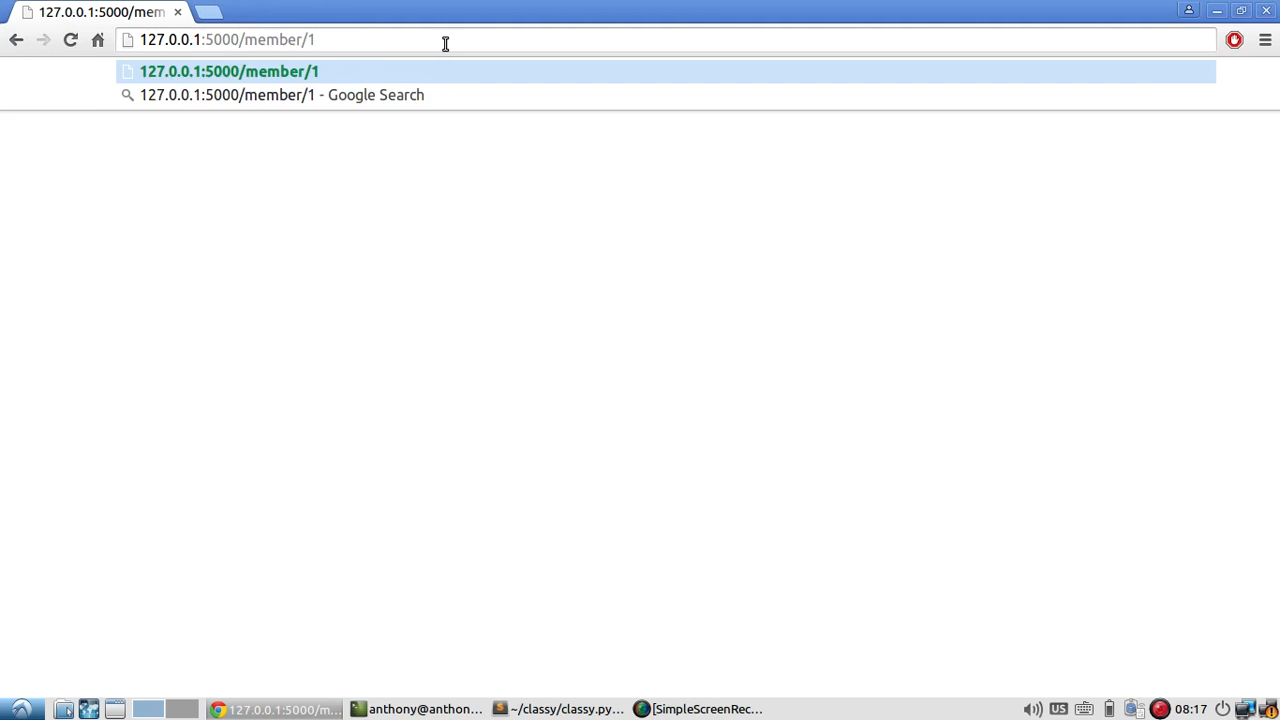 127.0.0.1:5000/mem
127.0.0.1:5000/member/1
127.0.0.1:5000/member/1
127.0.0.1:5000/member/1 - Google Search
127.0.0.1:5000/m... anthony@anthon... ~/classy/classy.py... [SimpleScreenRec... US 08:17